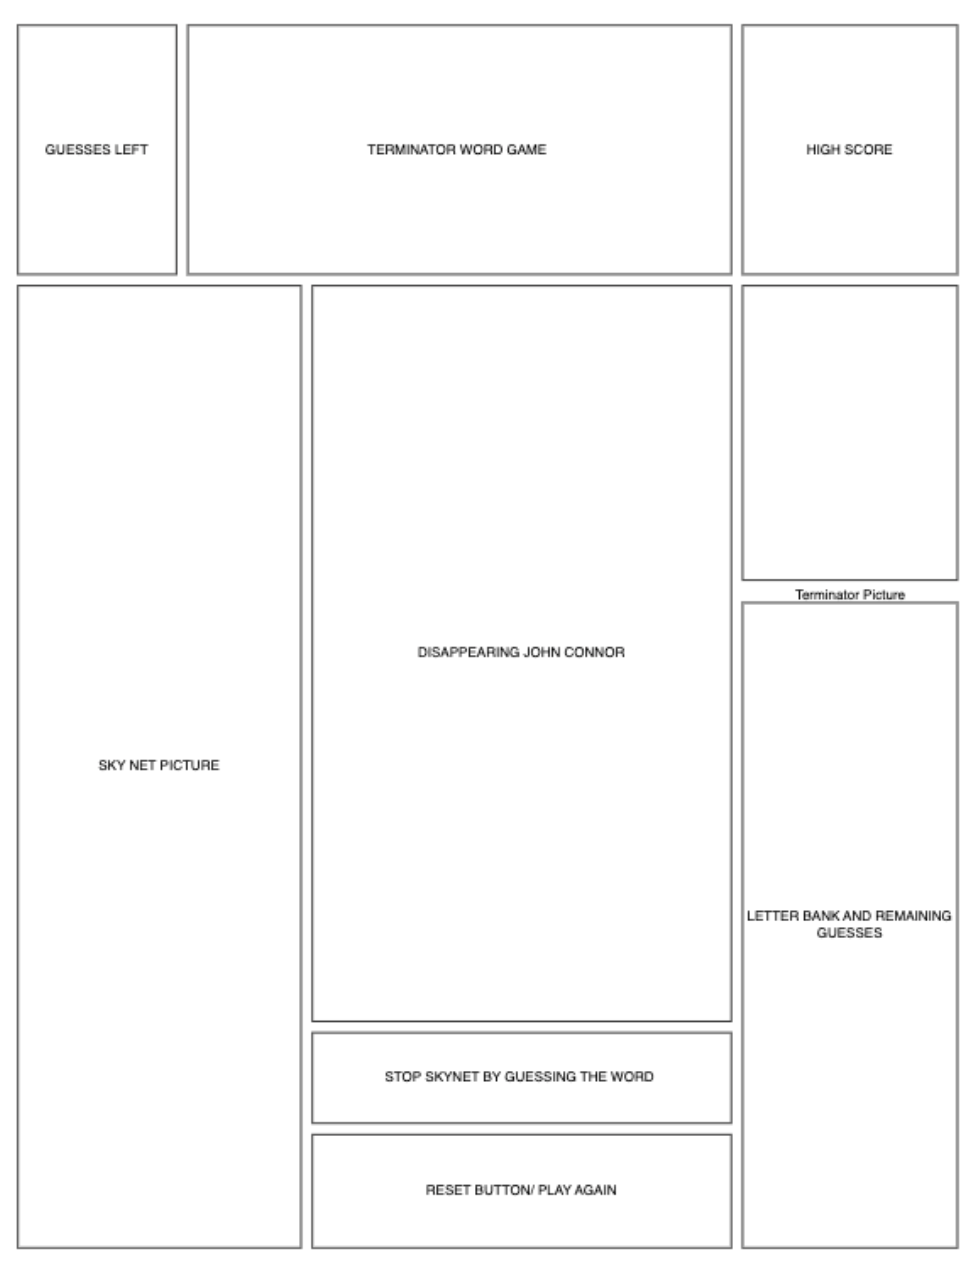 GUESSES LEFT
TERMINATOR WORD GAME
HIGH SCORE
Terminator Picture
DISAPPEARING JOHN CONNOR
SKY NET PICTURE
LETTER BANK AND REMAINING
GUESSES
STOP SKYNET BY GUESSING THE WORD
RESET BUTTON/ PLAY AGAIN